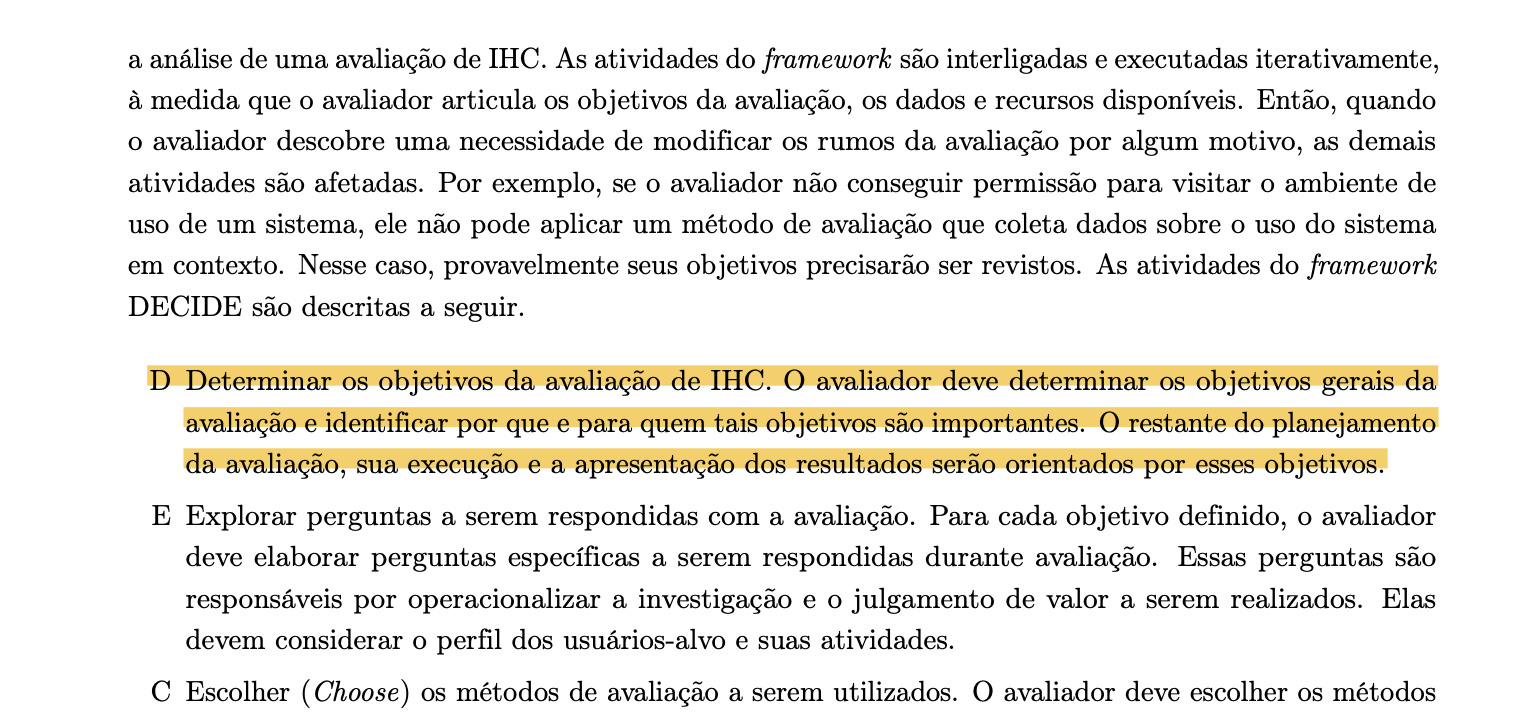 a análise de uma avaliação de IHC. As atividades do framework são interligadas e executadas iterativamente,
à medida que o avaliador articula os objetivos da avaliação, os dados e recursos disponíveis. Então, quando
o avaliador descobre uma necessidade de modificar os rumos da avaliação por algum motivo, as demais
atividades são afetadas. Por exemplo, se o avaliador não conseguir permissão para visitar o ambiente de
uso de um sistema, ele não pode aplicar um método de avaliação que coleta dados sobre o uso do sistema
em contexto. Nesse caso, provavelmente seus objetivos precisarão ser revistos. As atividades do framework
DECIDE são descritas a seguir.
D Determinar os objetivos da avaliação de IHC. O avaliador deve determinar os objetivos gerais da
avaliação e identificar por que e para quem tais objetivos são importantes. O restante do planejamento
da avaliação, sua execução e a apresentação dos resultados serão orientados por esses objetivos.
E Explorar perguntas a serem respondidas com a avaliação. Para cada objetivo definido, o avaliador
deve elaborar perguntas específicas a serem respondidas durante avaliação. Essas perguntas são
responsáveis por operacionalizar a investigação e o julgamento de valor a serem realizados. Elas
devem considerar o perfil dos usuários-alvo e suas atividades.
C Escolher (Choose) os métodos de avaliação a serem utilizados. O avaliador deve escolher os métodos